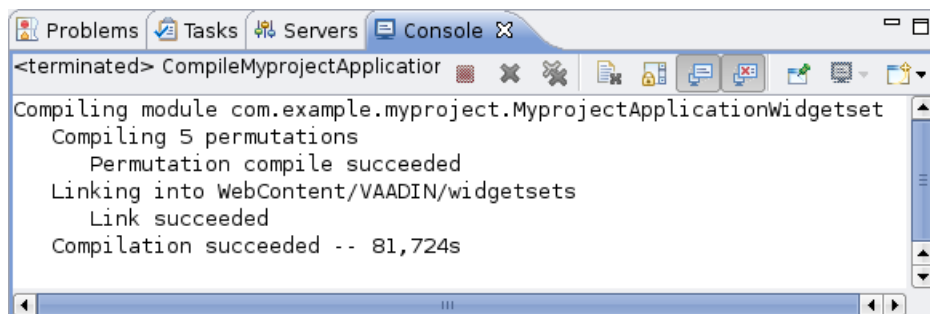 Problems Tasks Servers Console
<terminated> CompileMyprojectApplication
Compiling module com.example.myproject.MyprojectApplicationWidgetset
Compiling 5 permutations
Permutation compile succeeded
Linking into WebContent/VAADIN/widgetsets
Link succeeded
Compilation succeeded -- 81,724s